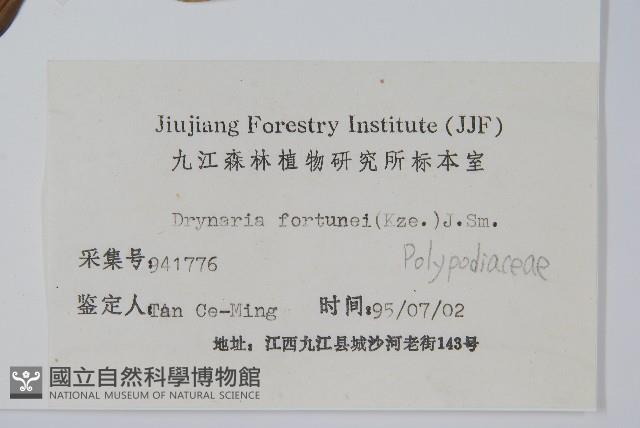 Jiujiang Forestry Institute (JJF)
九江森林植物研究所标本室
Drynaria fortunei(Kze.)J.Sm.
Polypodiaceae
采集号:941776
鉴定人:Tan Ce-Ming 时间:95/07/02
地址: 江西九江县城沙河老街143号
國立自然科學博物館
NATIONAL MUSEUM OF NATURAL SCIENCE